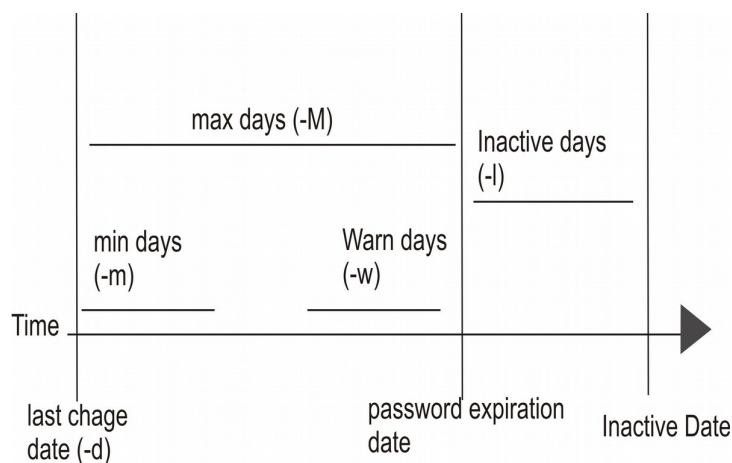 max days (-M)
Inactive days
(-l)
min days
(-m)
Warn days
(-w)
Time
last chage
date (-d)
password expiration
date
Inactive Date